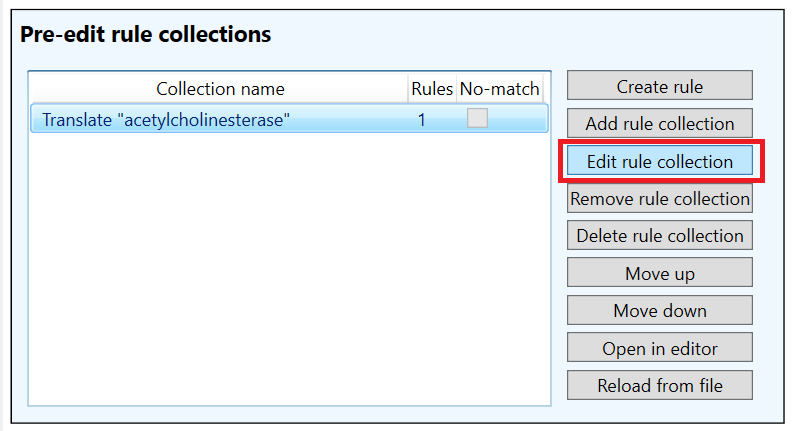 Pre-edit rule collections
Collection name Rules No-match
Translate "acetylcholinesterase" 1
Create rule
Add rule collection
Edit rule collection
Remove rule collection
Delete rule collection
Move up
Move down
Open in editor
Reload from file